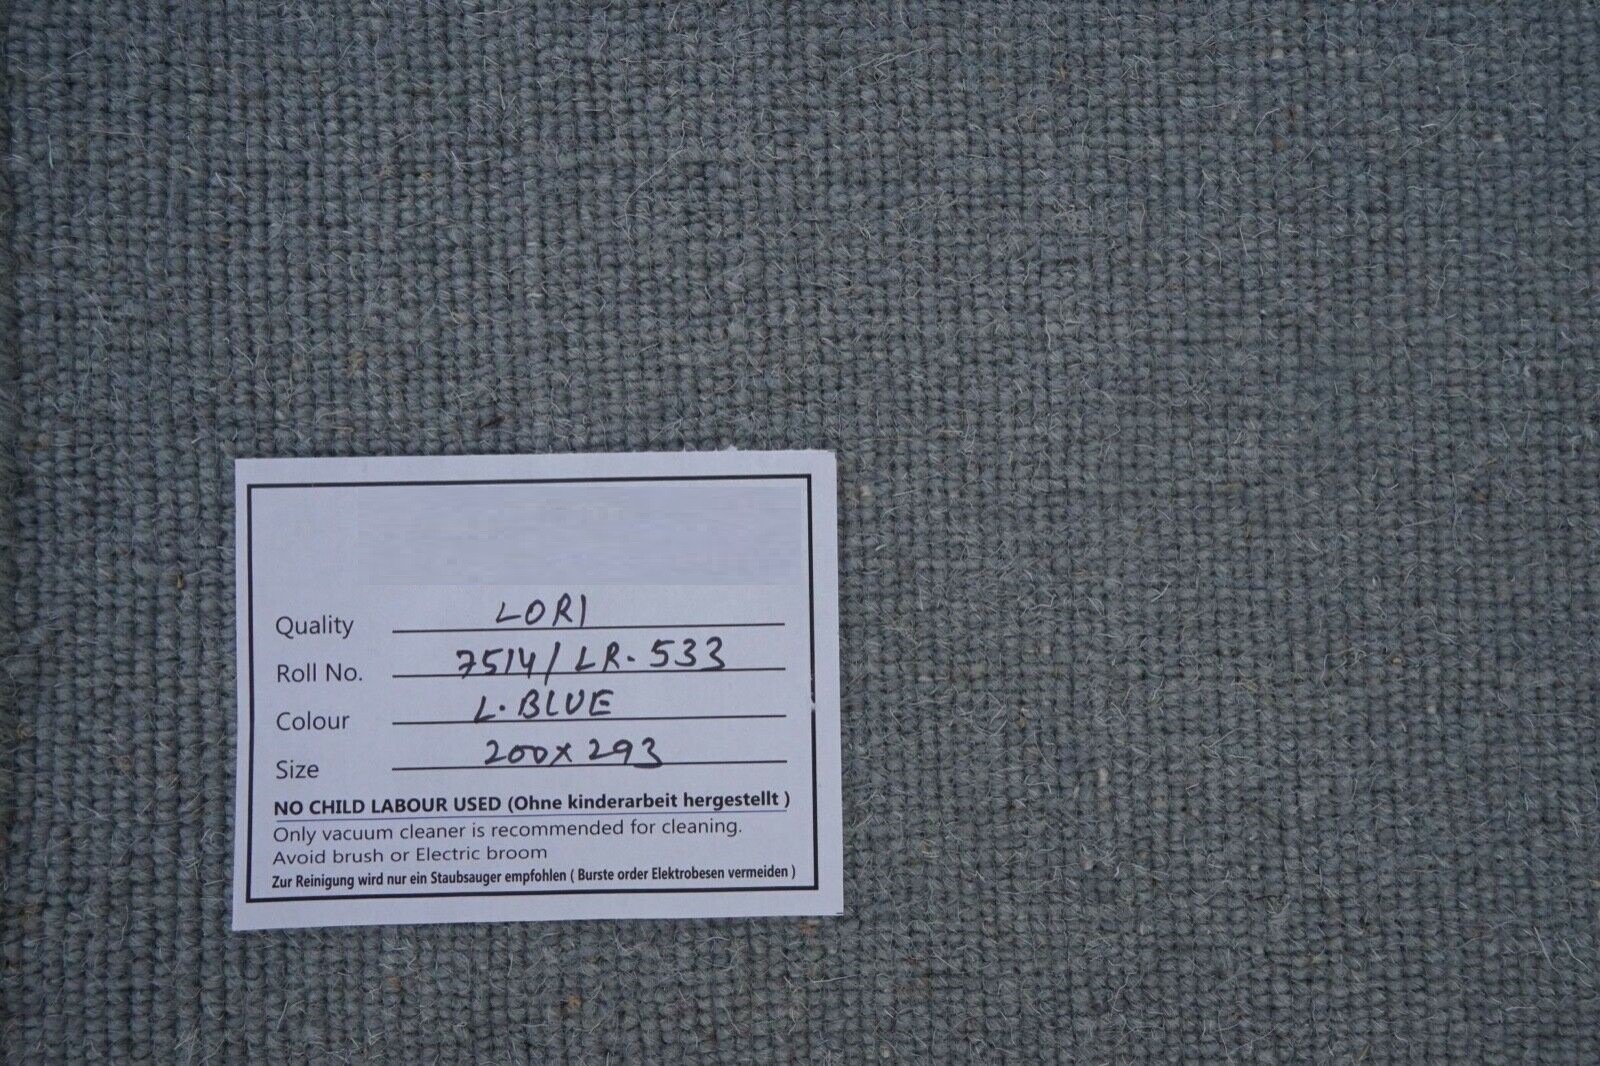 Quality LORI
Roll No. 7514/LR-533
Colour L. BLUE
Size 200x293
NO CHILD LABOUR USED (Ohne kinderarbeit hergestellt )
Only vacuum cleaner is recommended for cleaning.
Avoid brush or Electric broom
Zur Reinigung wird nur ein Staubsauger empfohlen ( Burste order Elektrobesen vermeiden )